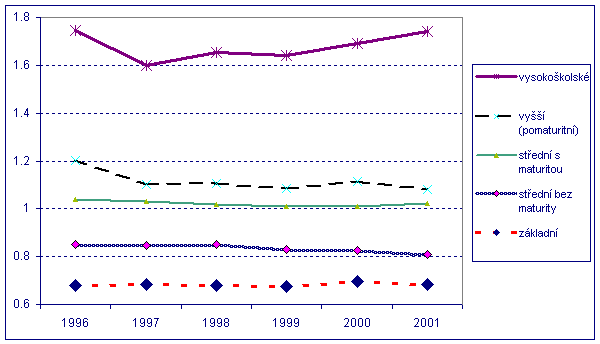 1.8
1.6
1.4
1.2
1
0.8
0.6
1996 1997 1998 1999 2000 2001
vysokoškolské
vyšší
(pomaturitní)
střední s
maturitou
střední bez
maturity
základní